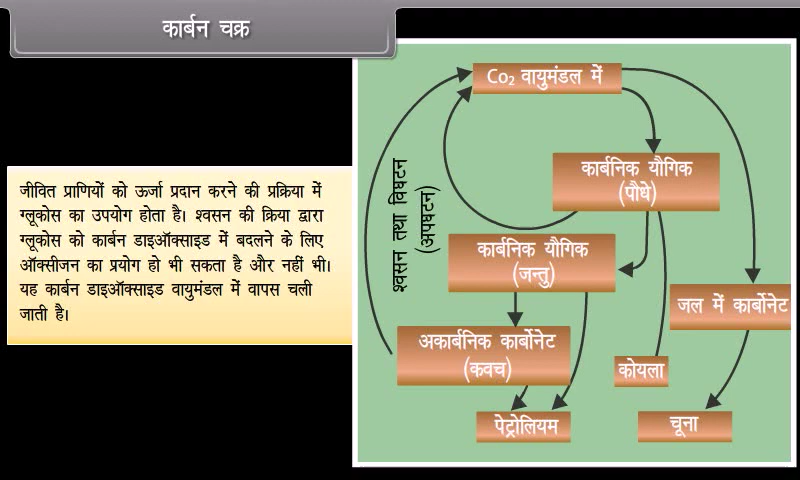 कार्बन चक्र
जीवित प्राणियों को ऊर्जा प्रदान करने की प्रक्रिया में
ग्लूकोस का उपयोग होता है। श्वसन की क्रिया द्वारा
ग्लूकोस को कार्बन डाइऑक्साइड में बदलने के लिए
ऑक्सीजन का प्रयोग हो भी सकता है और नहीं भी।
यह कार्बन डाइऑक्साइड वायुमंडल में वापस चली
जाती है।
Co₂ वायुमंडल में
कार्बनिक यौगिक
(पौधे)
श्वसन तथा विघटन
(अपघटन)
कार्बनिक यौगिक
(जन्तु)
जल में कार्बोनेट
अकार्बनिक कार्बोनेट
(कवच)
कोयला
पेट्रोलियम
चूना